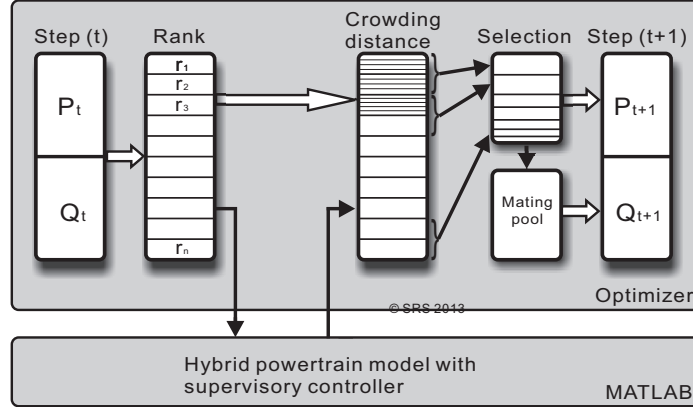 Step (t)
Rank
Crowding
distance
Selection
Step (t+1)
r1
r2
r3
rn
Pt
Qt
Pt+1
Mating
pool
Qt+1
© SRS 2013
Optimizer
Hybrid powertrain model with
supervisory controller
MATLAB